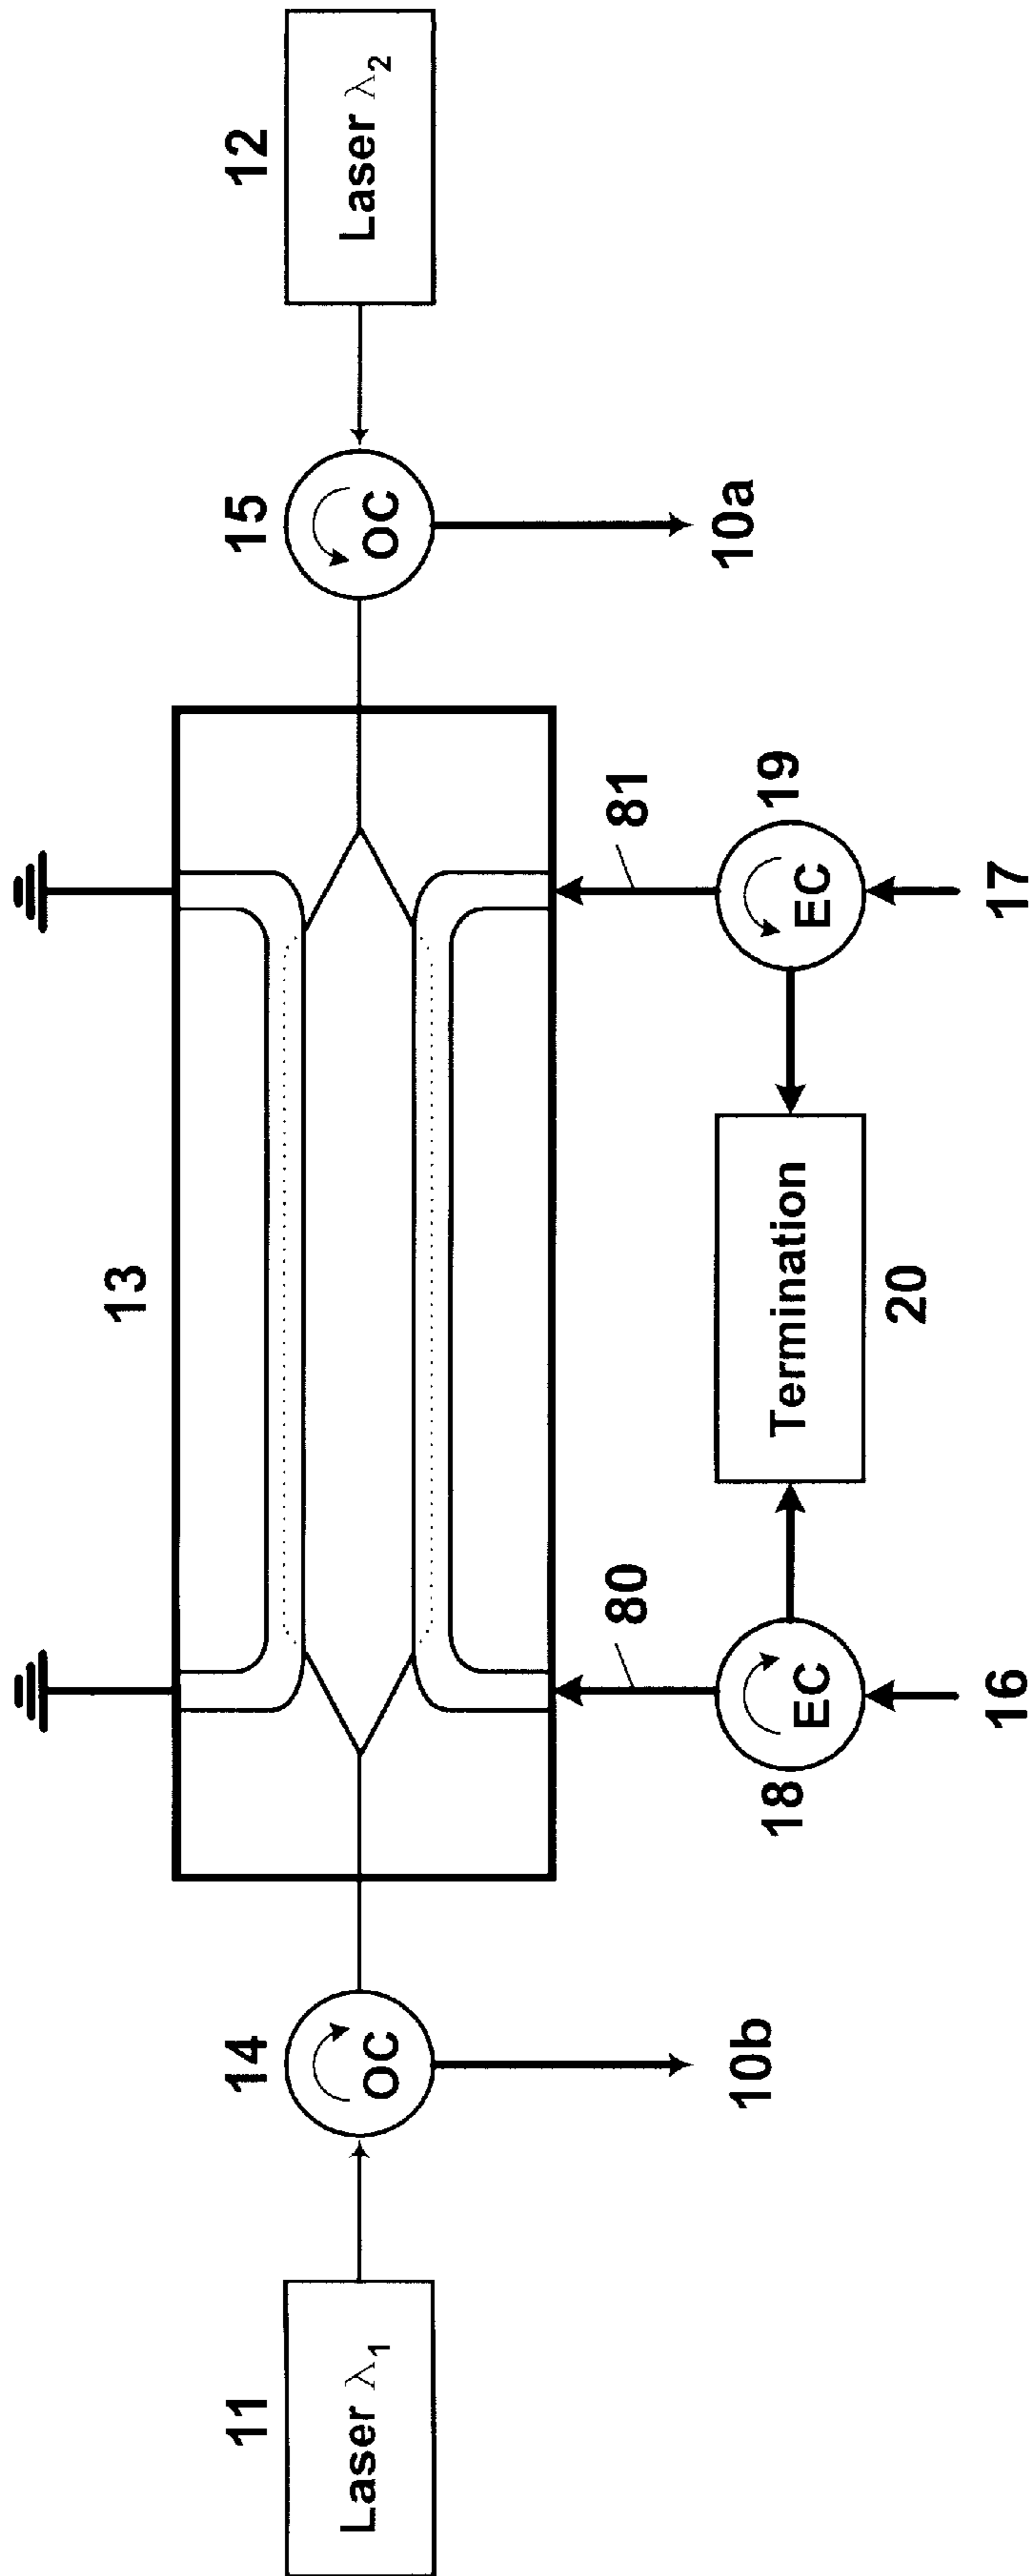 11
Laser λ1
14
OC
10b
13
15
OC
10a
12
Laser λ2
80
81
18
EC
16
Termination
20
19
EC
17